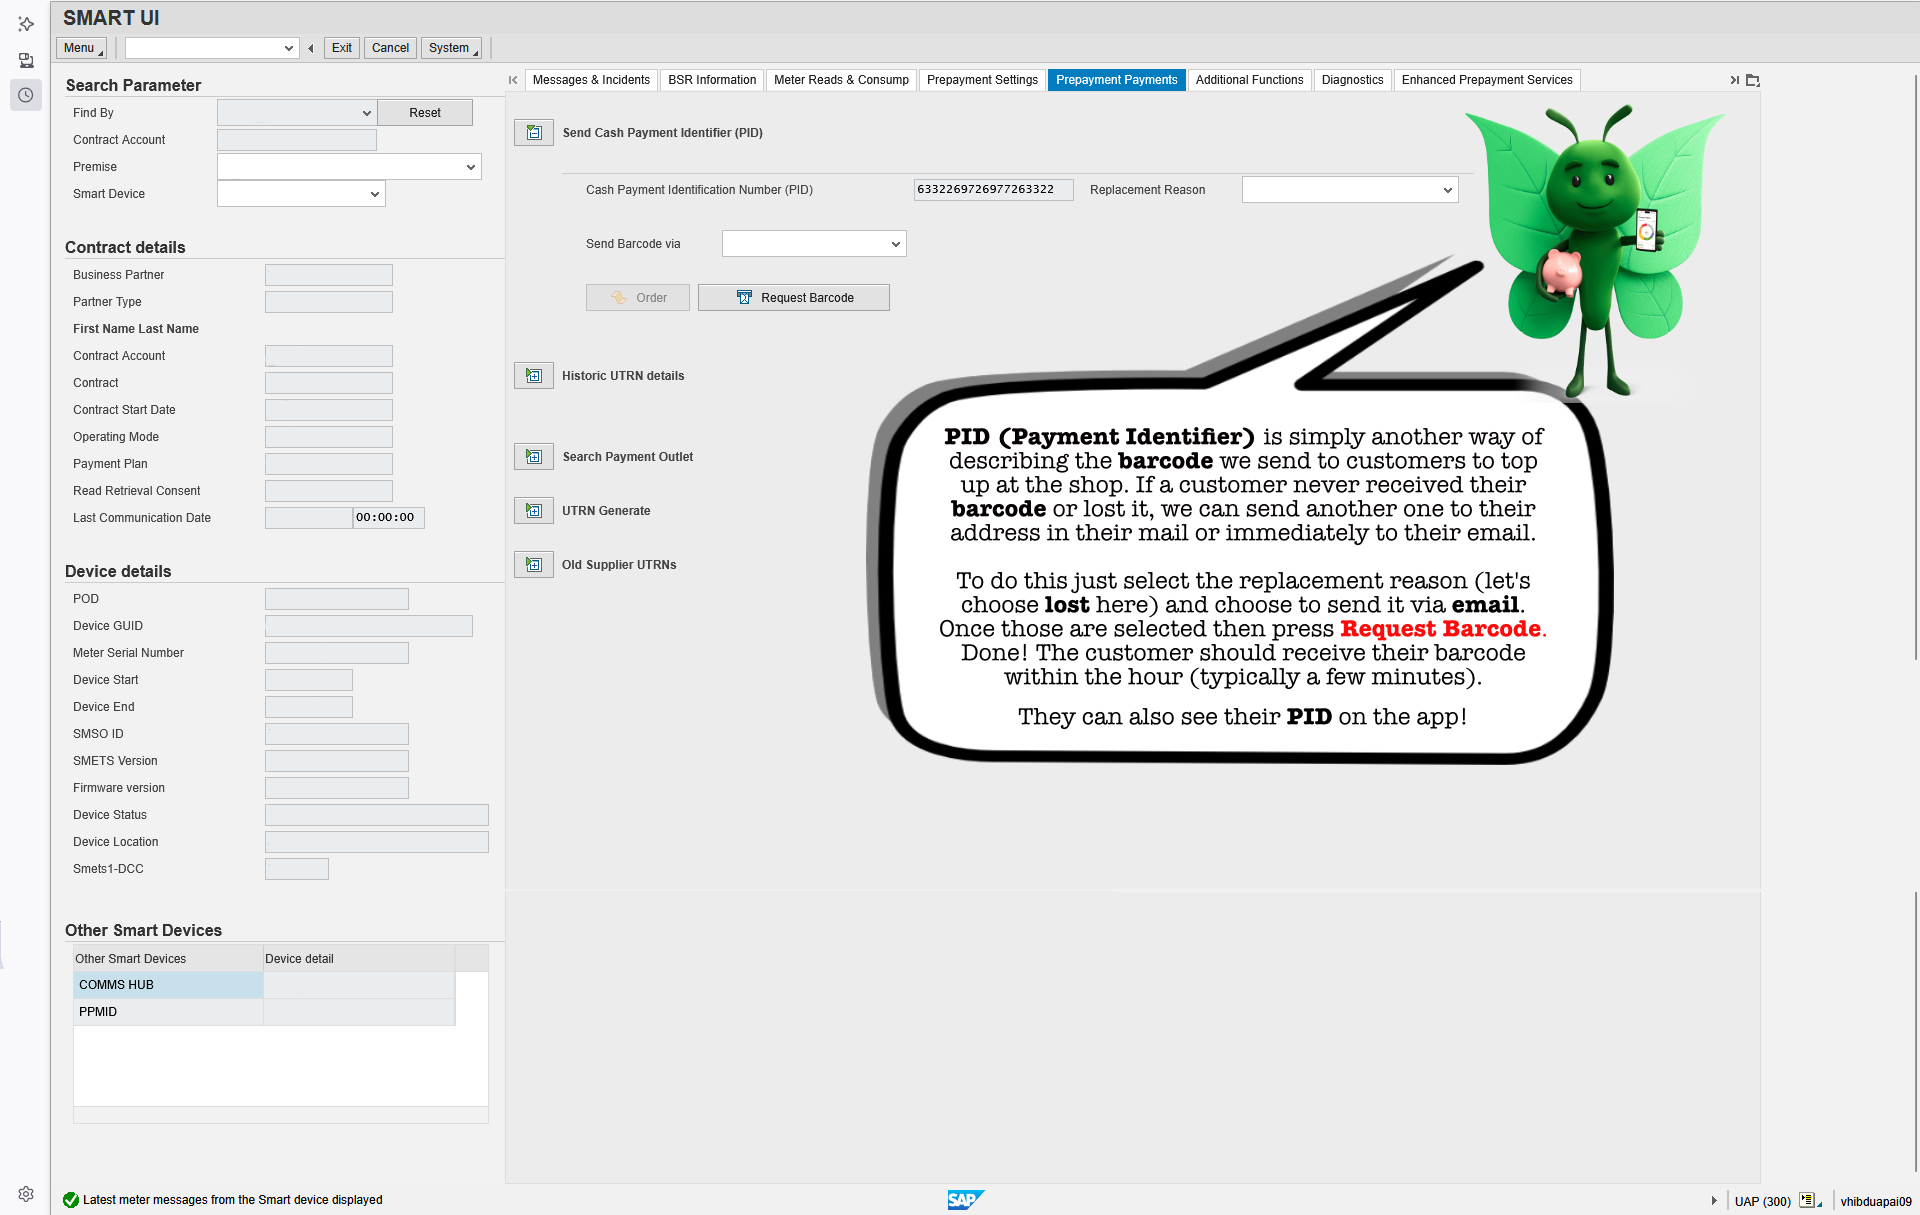 SMART UI
Menu
Exit
Cancel
System
Search Parameter
Find By
Reset
Contract Account
Premise
Smart Device
Contract details
Business Partner
Partner Type
First Name Last Name
Contract Account
Contract
Contract Start Date
Operating Mode
Payment Plan
Read Retrieval Consent
Last Communication Date
00:00:00
Device details
POD
Device GUID
Meter Serial Number
Device Start
Device End
SMSO ID
SMETS Version
Firmware version
Device Status
Device Location
Smets1-DCC
Other Smart Devices
Other Smart Devices
Device detail
COMMS HUB
PPMID
Messages & Incidents
BSR Information
Meter Reads & Consump
Prepayment Settings
Prepayment Payments
Additional Functions
Diagnostics
Enhanced Prepayment Services
Send Cash Payment Identifier (PID)
Cash Payment Identification Number (PID)
6332269726977263322
Replacement Reason
Send Barcode via
Order
Request Barcode
Historic UTRN details
Search Payment Outlet
UTRN Generate
Old Supplier UTRNs
PID (Payment Identifier) is simply another way of
describing the barcode we send to customers to top
up at the shop. If a customer never received their
barcode or lost it, we can send another one to their
address in their mail or immediately to their email.
To do this just select the replacement reason (let's
choose lost here) and choose to send it via email.
Once those are selected then press Request Barcode.
Done! The customer should receive their barcode
within the hour (typically a few minutes).
They can also see their PID on the app!
Latest meter messages from the Smart device displayed
SAP
UAP (300)
vhibduapai09